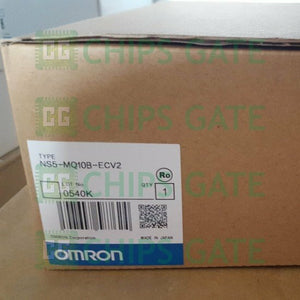 CHIPS GATE
CHIPS GATE
TYPE
NS5-MQ10B-ECV2
LOT No.
0540K
QTY
1
Ro
OMRON Corporation
MADE IN JAPAN
OMRON
CHIPS GATE
CHIPS GATE